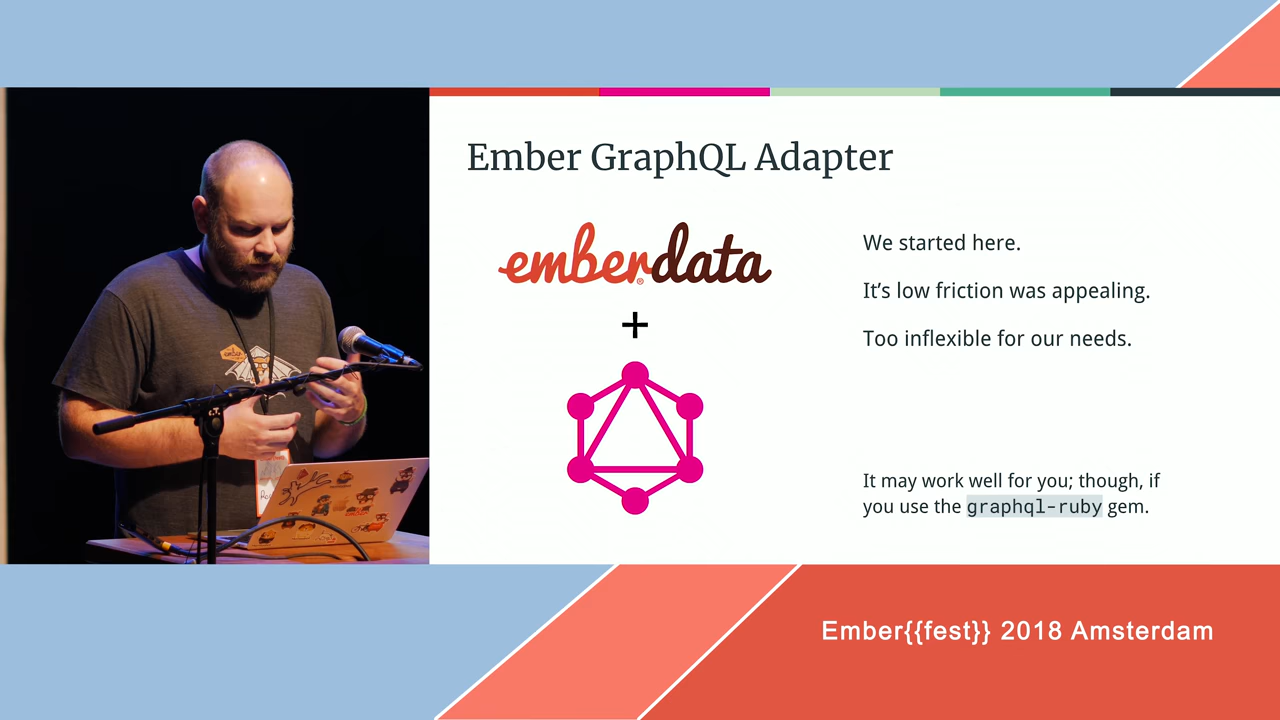 Ember GraphQL Adapter
emberdata
We started here.
It’s low friction was appealing.
+
Too inflexible for our needs.
It may work well for you; though, if
you use the graphql-ruby gem.
Ember{{fest}} 2018 Amsterdam